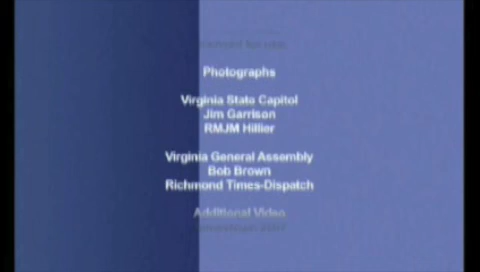 Photographs
Virginia State Capitol
Jim Garrison
RMJM Hillier
Virginia General Assembly
Bob Brown
Richmond Times-Dispatch
Additional Video